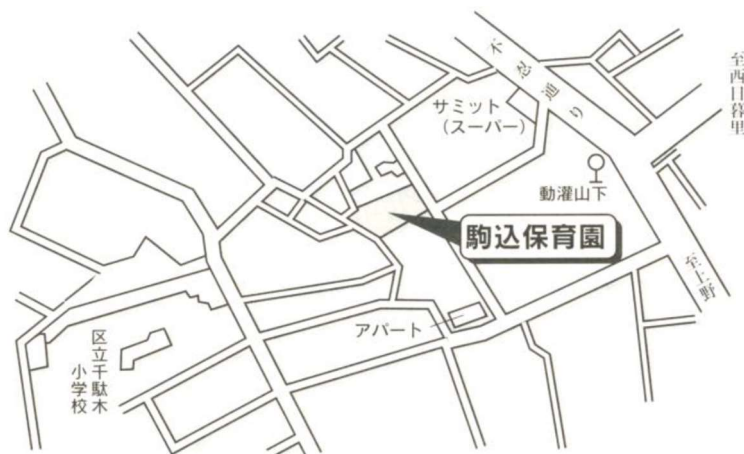 不忍通り
至西日暮里
サミット
（スーパー）
動灌山下
駒込保育園
至上野
アパート
区立千駄木
小学校